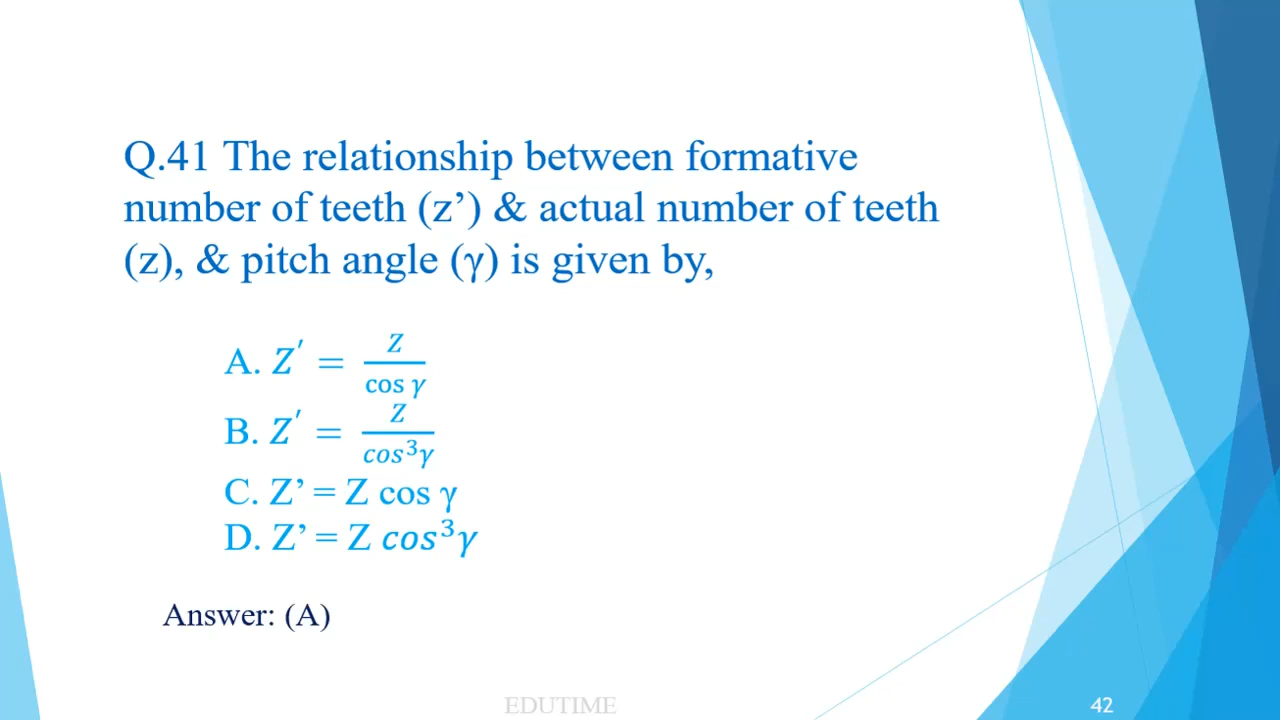 Q.41 The relationship between formative
number of teeth (z’) & actual number of teeth
(z), & pitch angle (γ) is given by,
A. Z′ = Z / cos γ
B. Z′ = Z / cos³γ
C. Z’ = Z cos γ
D. Z’ = Z cos³γ
Answer: (A)
EDUTIME
42